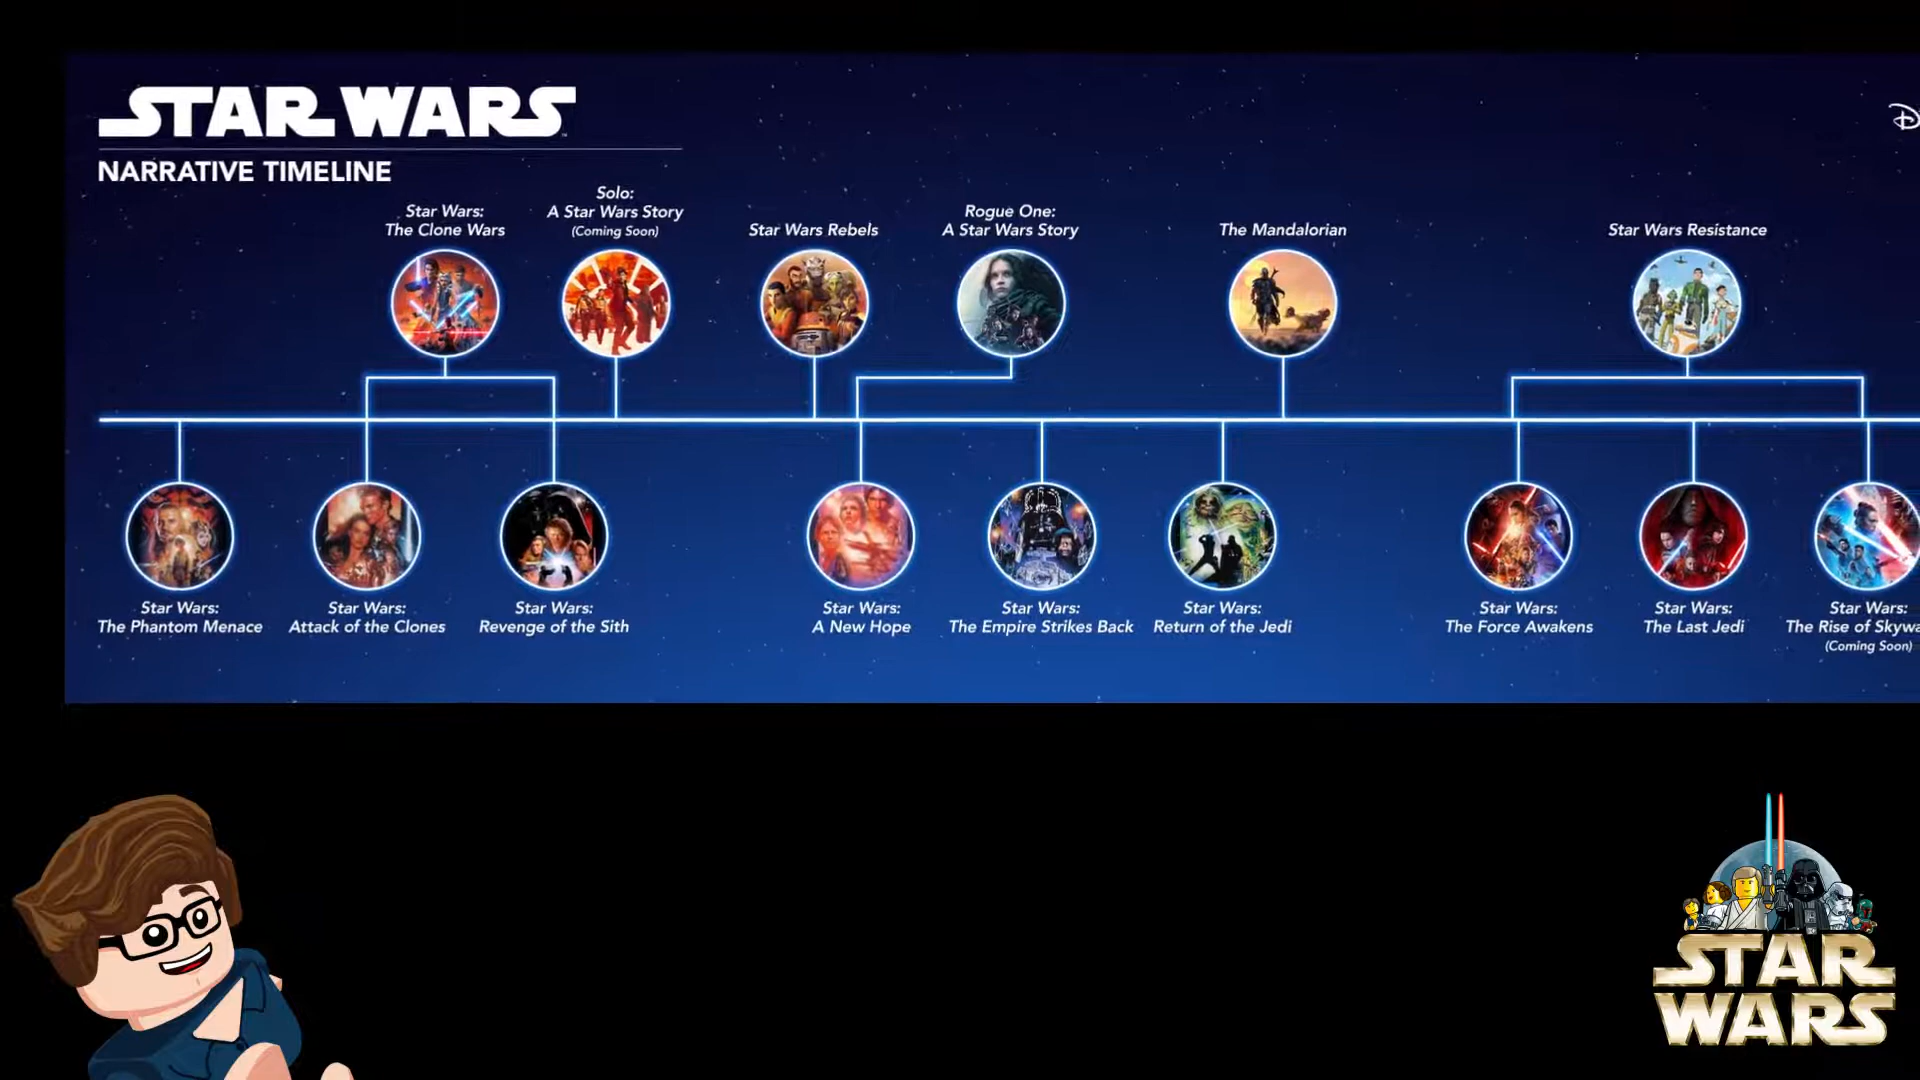 STAR WARS
NARRATIVE TIMELINE
Star Wars:
The Clone Wars
Solo:
A Star Wars Story
(Coming Soon)
Star Wars Rebels
Rogue One:
A Star Wars Story
The Mandalorian
Star Wars Resistance
Star Wars:
The Phantom Menace
Star Wars:
Attack of the Clones
Star Wars:
Revenge of the Sith
Star Wars:
A New Hope
Star Wars:
The Empire Strikes Back
Star Wars:
Return of the Jedi
Star Wars:
The Force Awakens
Star Wars:
The Last Jedi
Star Wars:
The Rise of Skywa
(Coming Soon)
STAR
WARS